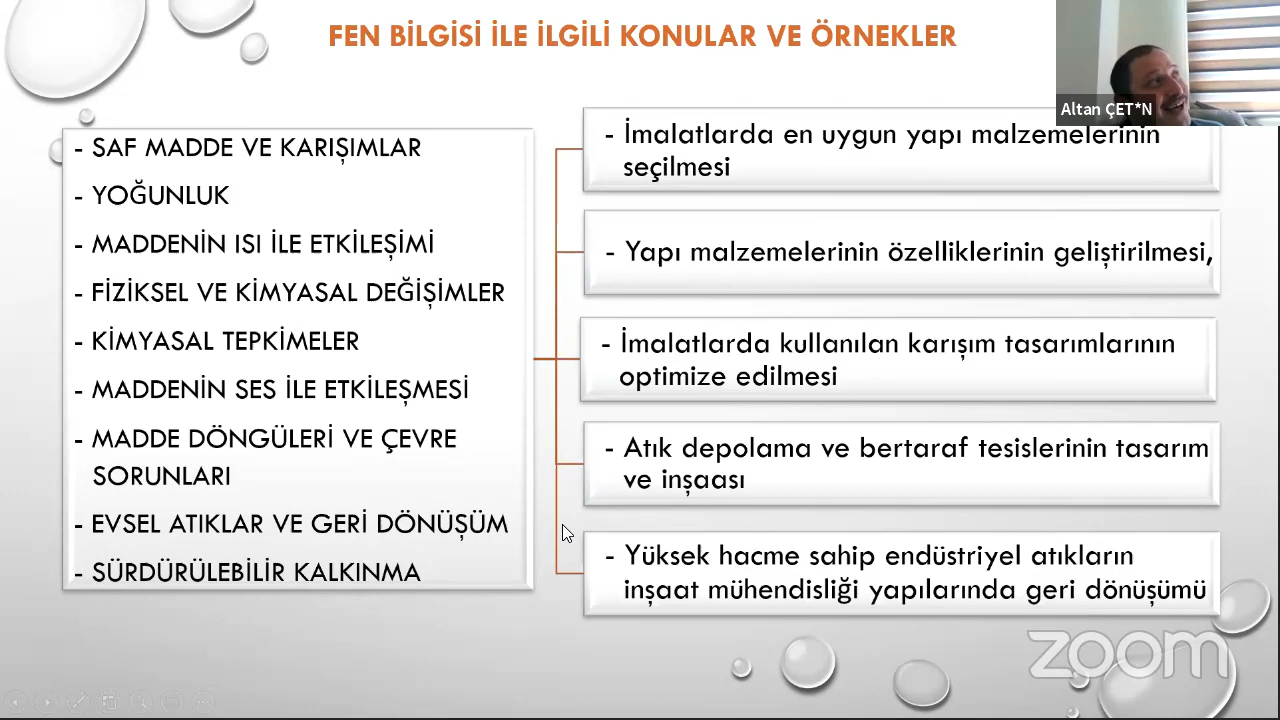 FEN BİLGİSİ İLE İLGİLİ KONULAR VE ÖRNEKLER
Altan ÇET*N
- SAF MADDE VE KARIŞIMLAR
- YOĞUNLUK
- MADDENİN ISI İLE ETKİLEŞİMİ
- FİZİKSEL VE KİMYASAL DEĞİŞİMLER
- KİMYASAL TEPKİMELER
- MADDENİN SES İLE ETKİLEŞMESİ
- MADDE DÖNGÜLERİ VE ÇEVRE
SORUNLARI
- EVSEL ATIKLAR VE GERİ DÖNÜŞÜM
- SÜRDÜRÜLEBİLİR KALKINMA
- İmalatlarda en uygun yapı malzemelerinin
seçilmesi
- Yapı malzemelerinin özelliklerinin geliştirilmesi,
- İmalatlarda kullanılan karışım tasarımlarının
optimize edilmesi
- Atık depolama ve bertaraf tesislerinin tasarım
ve inşaası
- Yüksek hacme sahip endüstriyel atıkların
inşaat mühendisliği yapılarında geri dönüşümü
zoom